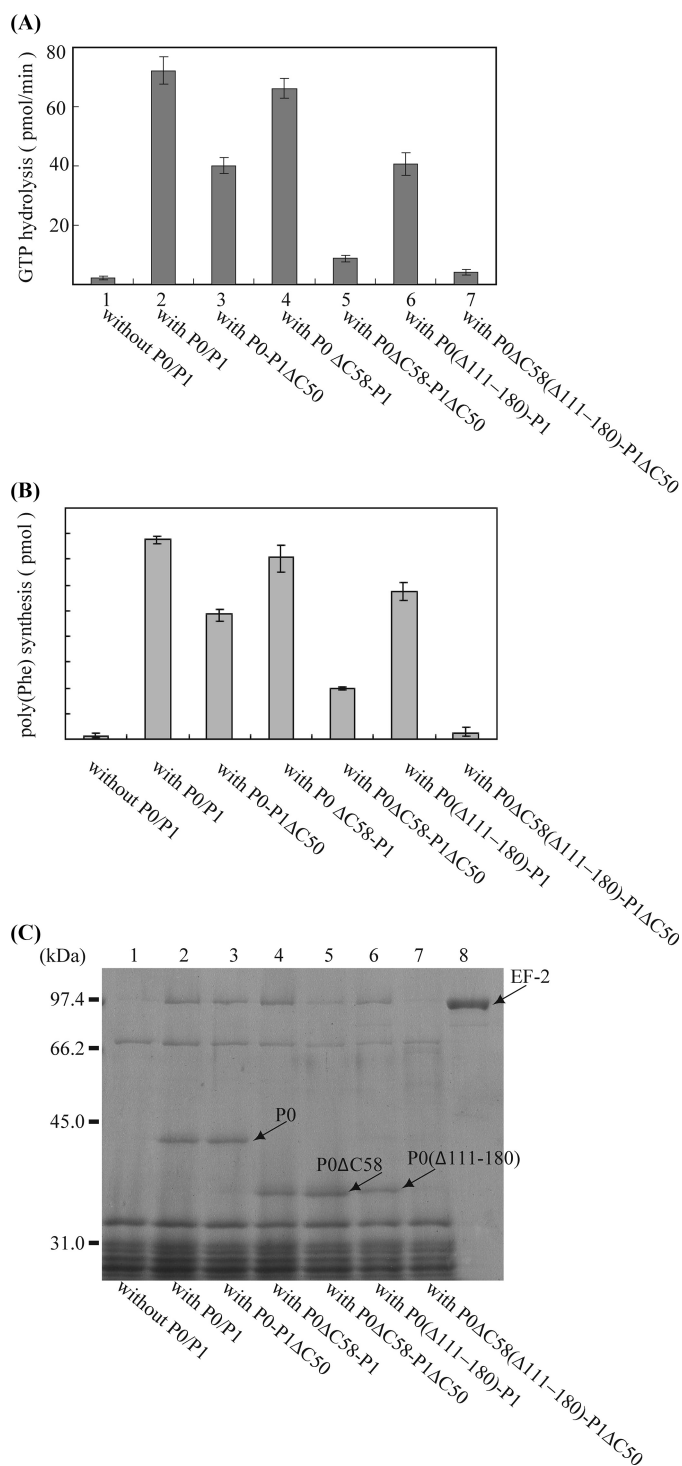 (A)
GTP hydrolysis ( pmol/min )
80
60
40
20
1 2 3 4 5 6 7
without P0/P1
with P0/P1
with P0-P1ΔC50
with P0 ΔC58-P1
with P0ΔC58-P1ΔC50
with P0(Δ111–180)-P1
with P0ΔC58(Δ111–180)-P1ΔC50
(B)
poly(Phe) synthesis ( pmol )
without P0/P1
with P0/P1
with P0-P1ΔC50
with P0 ΔC58-P1
with P0ΔC58-P1ΔC50
with P0(Δ111–180)-P1
with P0ΔC58(Δ111–180)-P1ΔC50
(C)
(kDa) 1 2 3 4 5 6 7 8
EF-2
97.4
66.2
45.0
P0
P0ΔC58
P0(Δ111-180)
31.0
without P0/P1
with P0/P1
with P0-P1ΔC50
with P0ΔC58-P1
with P0ΔC58-P1ΔC50
with P0(Δ111–180)-P1
with P0ΔC58(Δ111–180)-P1ΔC50